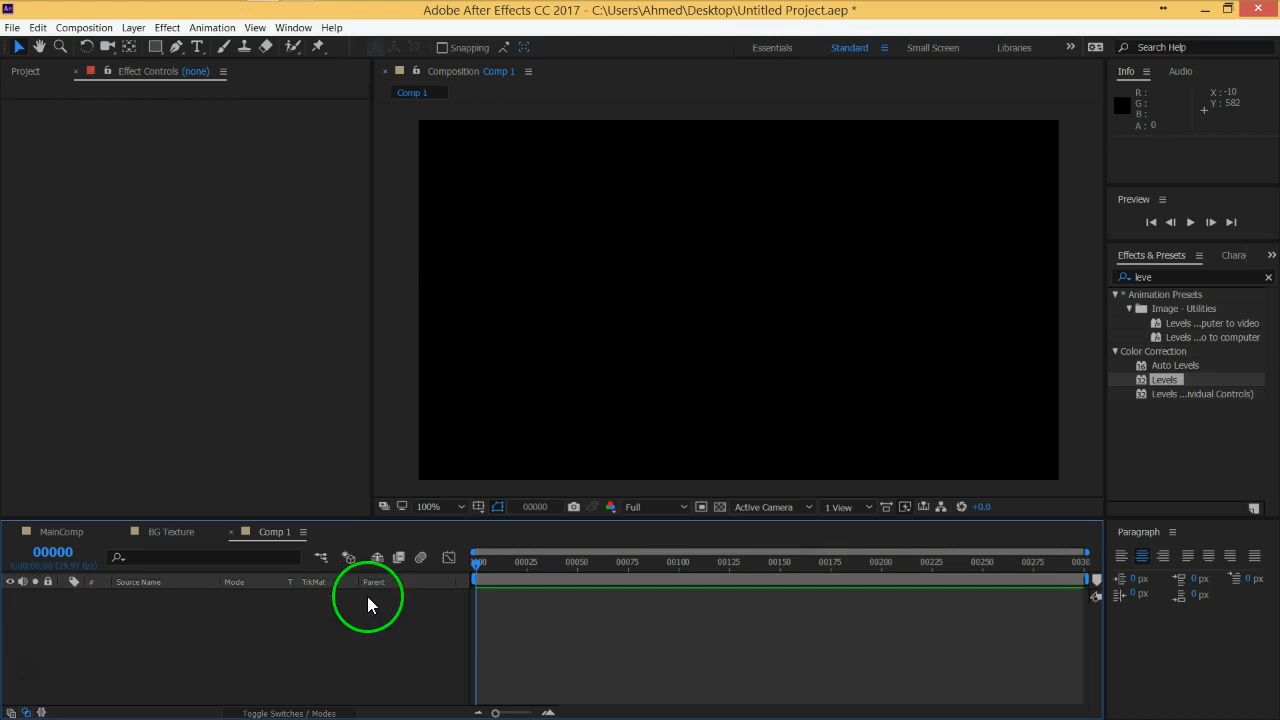 Adobe After Effects CC 2017 - C:\Users\Ahmed\Desktop\Untitled Project.aep *
File Edit Composition Layer Effect Animation View Window Help
Snapping Essentials Standard Small Screen Libraries Search Help
Project Effect Controls (none) Composition Comp 1 Info Audio
Comp 1
R : X : -10
G : Y : 582
B :
A : 0
Preview
Effects & Presets Chara
leve
* Animation Presets
Image - Utilities
Levels ...puter to video
Levels ...o to computer
Color Correction
16 Auto Levels
32 Levels
32 Levels ...ividual Controls)
100% 00000 Full Active Camera 1 View +0.0
MainComp BG Texture Comp 1 Paragraph
00000
0;00;00;00 (29.97 fps)
00025 00050 00075 00100 00125 00150 00175 00200 00225 00250 00275 0030
# Source Name Mode T TrkMat Parent
0 px 0 px 0 px
0 px 0 px
Toggle Switches / Modes